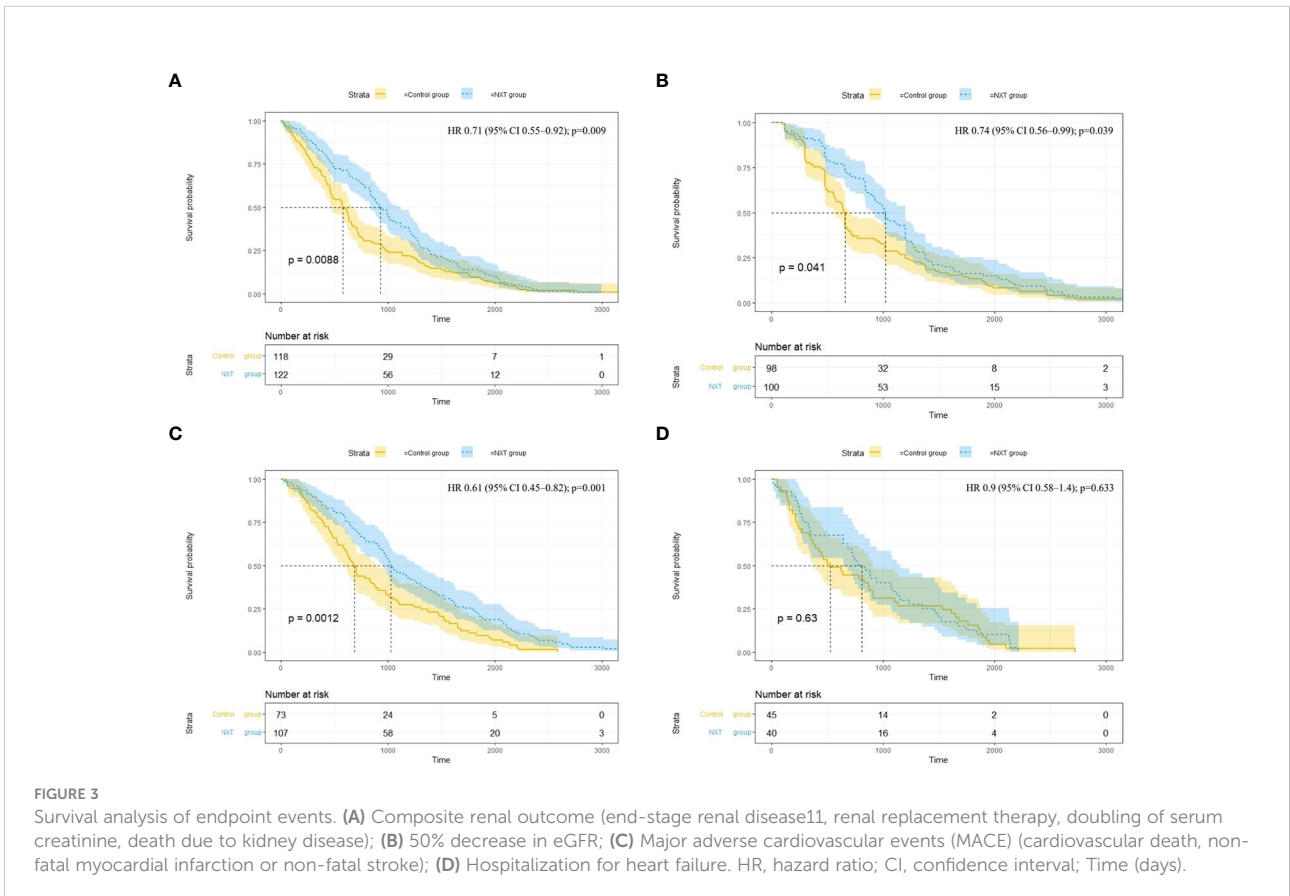 A
Strata =Control group =NXT group
HR 0.71 (95% CI 0.55–0.92); p=0.009
Survival probability
1.00
0.75
0.50
0.25
0.00
p = 0.0088
0 1000 2000 3000
Time
Number at risk
Strata
Control group 118 29 7 1
NXT group 122 56 12 0
0 1000 2000 3000
Time
B
Strata =Control group =NXT group
HR 0.74 (95% CI 0.56–0.99); p=0.039
Survival probability
1.00
0.75
0.50
0.25
0.00
p = 0.041
0 1000 2000 3000
Time
Number at risk
Strata
Control group 98 32 8 2
NXT group 100 53 15 3
0 1000 2000 3000
Time
C
Strata =Control group =NXT group
HR 0.61 (95% CI 0.45–0.82); p=0.001
Survival probability
1.00
0.75
0.50
0.25
0.00
p = 0.0012
0 1000 2000 3000
Time
Number at risk
Strata
Control group 73 24 5 0
NXT group 107 58 20 3
0 1000 2000 3000
Time
D
Strata =Control group =NXT group
HR 0.9 (95% CI 0.58–1.4); p=0.633
Survival probability
1.00
0.75
0.50
0.25
0.00
p = 0.63
0 1000 2000 3000
Time
Number at risk
Strata
Control group 45 14 2 0
NXT group 40 16 4 0
0 1000 2000 3000
Time
FIGURE 3
Survival analysis of endpoint events. (A) Composite renal outcome (end-stage renal disease11, renal replacement therapy, doubling of serum
creatinine, death due to kidney disease); (B) 50% decrease in eGFR; (C) Major adverse cardiovascular events (MACE) (cardiovascular death, non-
fatal myocardial infarction or non-fatal stroke); (D) Hospitalization for heart failure. HR, hazard ratio; CI, confidence interval; Time (days).